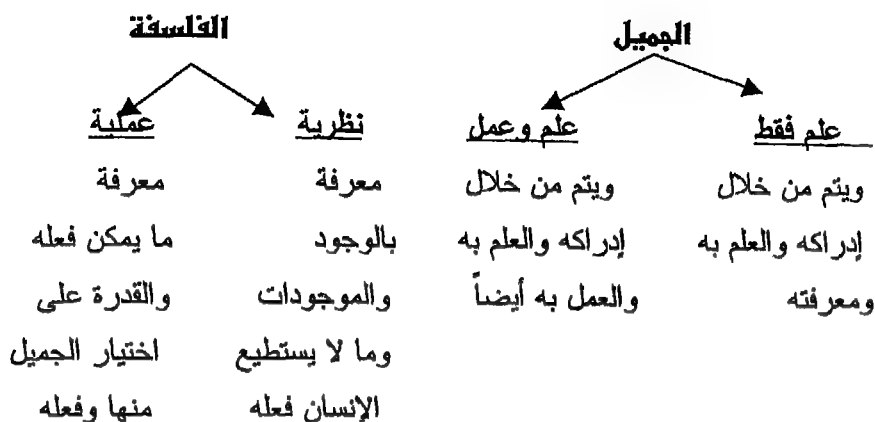 الجميل
علم فقط
ويتم من خلال
إدراكه والعلم به
ومعرفته
علم وعمل
ويتم من خلال
إدراكه والعلم به
والعمل به أيضاً
الفلسفة
نظرية
معرفة
بالوجود
والموجودات
وما لا يستطيع
الإنسان فعله
عملية
معرفة
ما يمكن فعله
والقدرة على
اختيار الجميل
منها وفعله